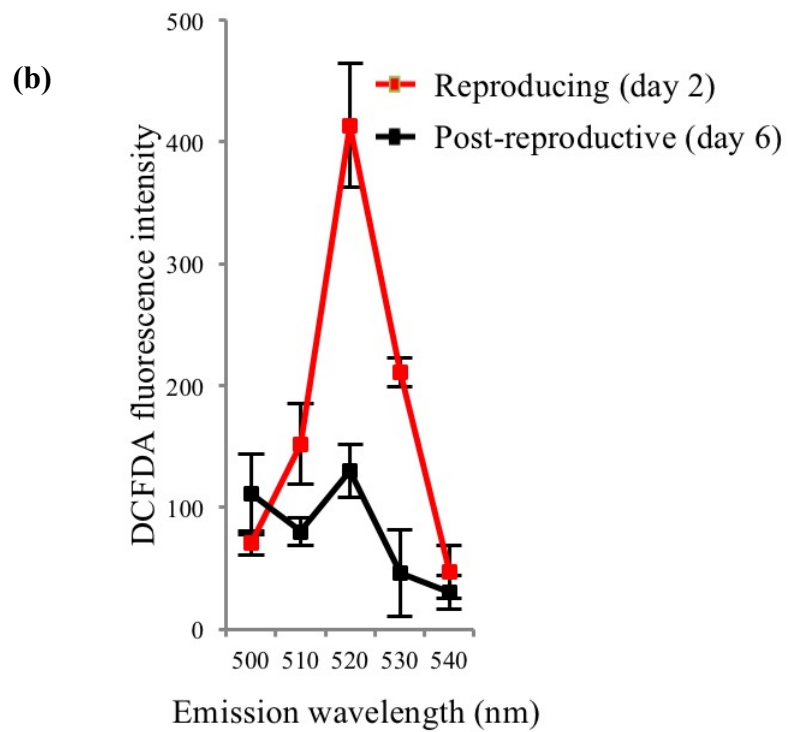 (b)
500
400
300
200
100
0
DCFDA fluorescence intensity
Reproducing (day 2)
Post-reproductive (day 6)
500 510 520 530 540
Emission wavelength (nm)